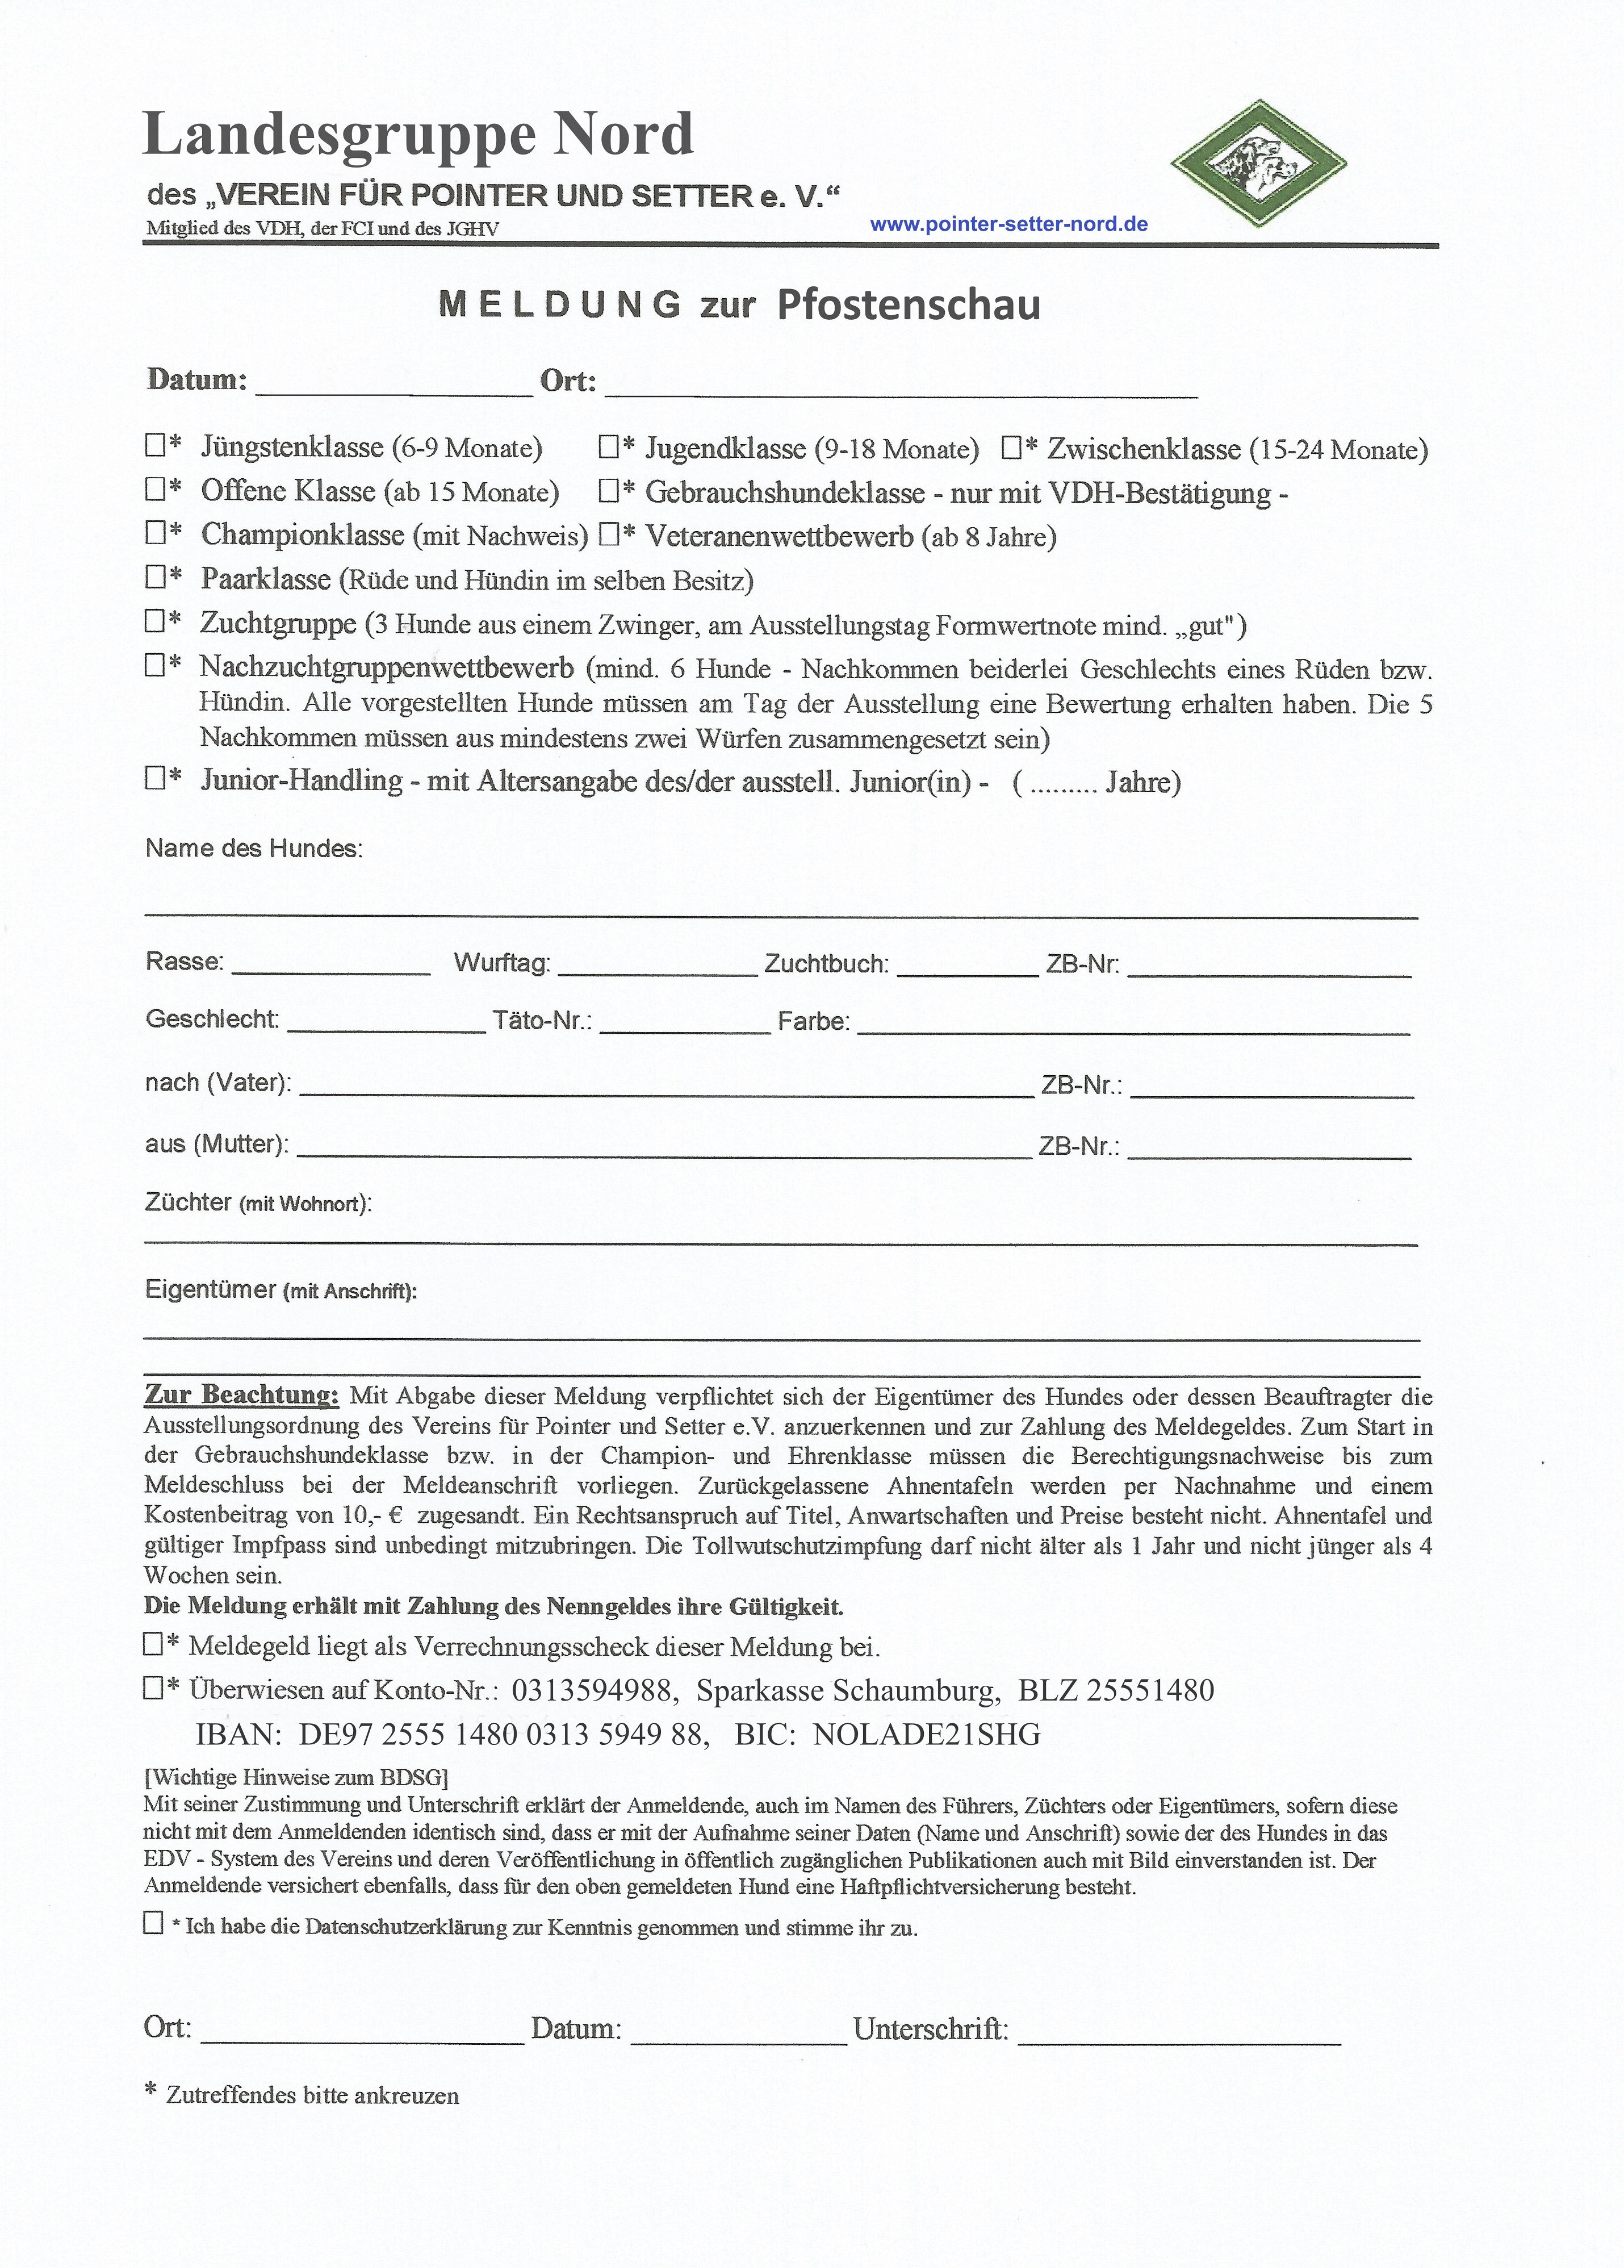 Landesgruppe Nord
des „VEREIN FÜR POINTER UND SETTER e. V.“
Mitglied des VDH, der FCI und des JGHV
www.pointer-setter-nord.de
MELDUNG zur Pfostenschau
Datum: Ort:
* Jüngstenklasse (6-9 Monate) * Jugendklasse (9-18 Monate) * Zwischenklasse (15-24 Monate)
* Offene Klasse (ab 15 Monate) * Gebrauchshundeklasse - nur mit VDH-Bestätigung -
* Championklasse (mit Nachweis) * Veteranenwettbewerb (ab 8 Jahre)
* Paarklasse (Rüde und Hündin im selben Besitz)
* Zuchtgruppe (3 Hunde aus einem Zwinger, am Ausstellungstag Formwertnote mind. „gut")
* Nachzuchtgruppenwettbewerb (mind. 6 Hunde - Nachkommen beiderlei Geschlechts eines Rüden bzw.
Hündin. Alle vorgestellten Hunde müssen am Tag der Ausstellung eine Bewertung erhalten haben. Die 5
Nachkommen müssen aus mindestens zwei Würfen zusammengesetzt sein)
* Junior-Handling - mit Altersangabe des/der ausstell. Junior(in) - ( ......... Jahre)
Name des Hundes:
Rasse: Wurftag: Zuchtbuch: ZB-Nr:
Geschlecht: Täto-Nr.: Farbe:
nach (Vater): ZB-Nr.:
aus (Mutter): ZB-Nr.:
Züchter (mit Wohnort):
Eigentümer (mit Anschrift):
Zur Beachtung: Mit Abgabe dieser Meldung verpflichtet sich der Eigentümer des Hundes oder dessen Beauftragter die
Ausstellungsordnung des Vereins für Pointer und Setter e.V. anzuerkennen und zur Zahlung des Meldegeldes. Zum Start in
der Gebrauchshundeklasse bzw. in der Champion- und Ehrenklasse müssen die Berechtigungsnachweise bis zum
Meldeschluss bei der Meldeanschrift vorliegen. Zurückgelassene Ahnentafeln werden per Nachnahme und einem
Kostenbeitrag von 10,- € zugesandt. Ein Rechtsanspruch auf Titel, Anwartschaften und Preise besteht nicht. Ahnentafel und
gültiger Impfpass sind unbedingt mitzubringen. Die Tollwutschutzimpfung darf nicht älter als 1 Jahr und nicht jünger als 4
Wochen sein.
Die Meldung erhält mit Zahlung des Nenngeldes ihre Gültigkeit.
* Meldegeld liegt als Verrechnungsscheck dieser Meldung bei.
* Überwiesen auf Konto-Nr.: 0313594988, Sparkasse Schaumburg, BLZ 25551480
IBAN: DE97 2555 1480 0313 5949 88, BIC: NOLADE21SHG
[Wichtige Hinweise zum BDSG]
Mit seiner Zustimmung und Unterschrift erklärt der Anmeldende, auch im Namen des Führers, Züchters oder Eigentümers, sofern diese
nicht mit dem Anmeldenden identisch sind, dass er mit der Aufnahme seiner Daten (Name und Anschrift) sowie der des Hundes in das
EDV - System des Vereins und deren Veröffentlichung in öffentlich zugänglichen Publikationen auch mit Bild einverstanden ist. Der
Anmeldende versichert ebenfalls, dass für den oben gemeldeten Hund eine Haftpflichtversicherung besteht.
* Ich habe die Datenschutzerklärung zur Kenntnis genommen und stimme ihr zu.
Ort: Datum: Unterschrift:
* Zutreffendes bitte ankreuzen